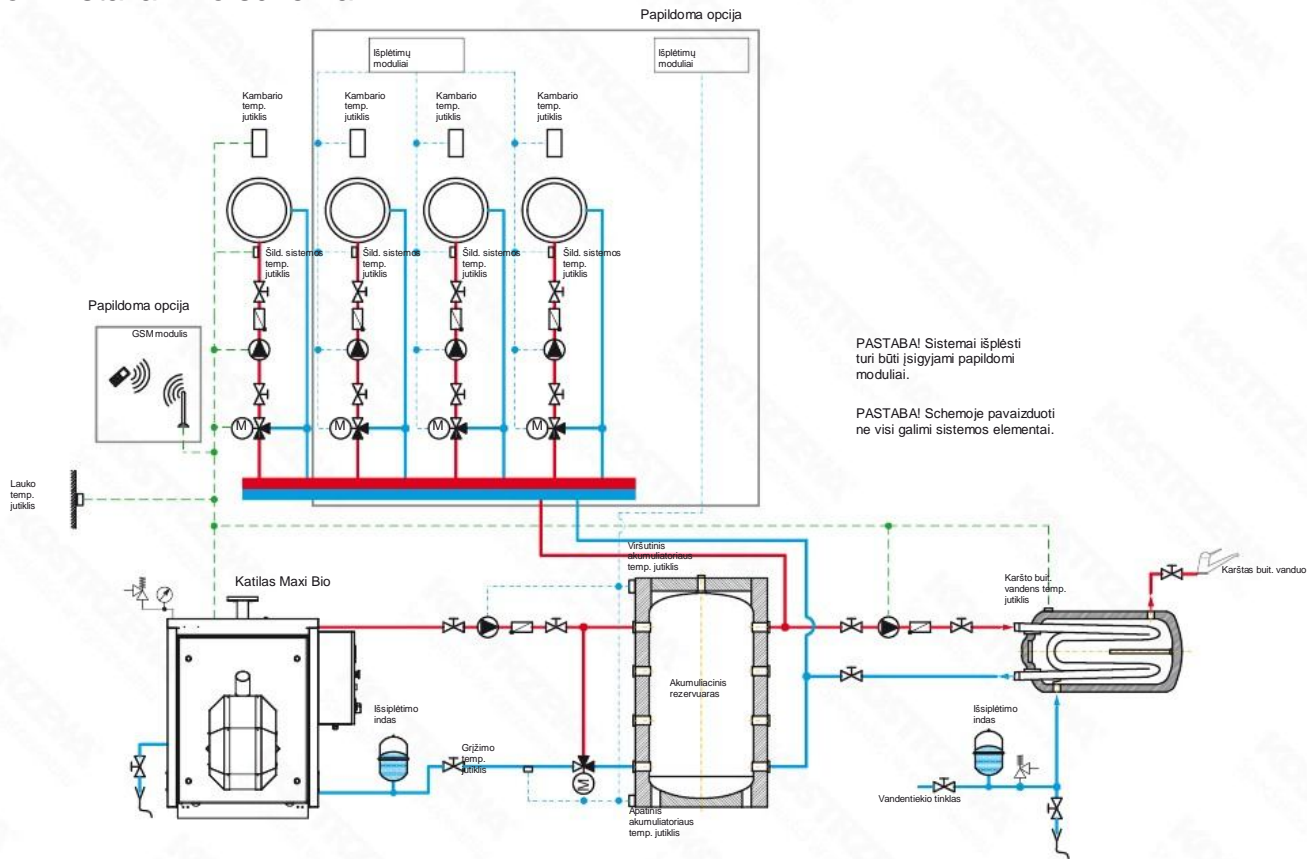 Papildoma opcija
Išplėtimų
moduliai
Išplėtimų
moduliai
Kambario
temp.
jutiklis
Kambario
temp.
jutiklis
Kambario
temp.
jutiklis
Kambario
temp.
jutiklis
Šild. sistemos
temp.
jutiklis
Šild. sistemos
temp.
jutiklis
Šild. sistemos
temp.
jutiklis
Šild. sistemos
temp.
jutiklis
Papildoma opcija
GSM modulis
PASTABA! Sistemai išplėsti
turi būti įsigyjami papildomi
moduliai.
PASTABA! Schemoje pavaizduoti
ne visi galimi sistemos elementai.
M
M
M
M
Lauko
temp.
jutiklis
Viršutinis
akumuliatoriaus
temp. jutiklis
Katilas Maxi Bio
Karšto buit.
vandens temp.
jutiklis
Karštas buit. vanduo
Akumuliacinis
rezervuaras
Išsiplėtimo
indas
Išsiplėtimo
indas
Grįžimo
temp.
jutiklis
M
Vandentiekio tinklas
Apatinis
akumuliatoriaus
temp. jutiklis
KOSTRZEWA